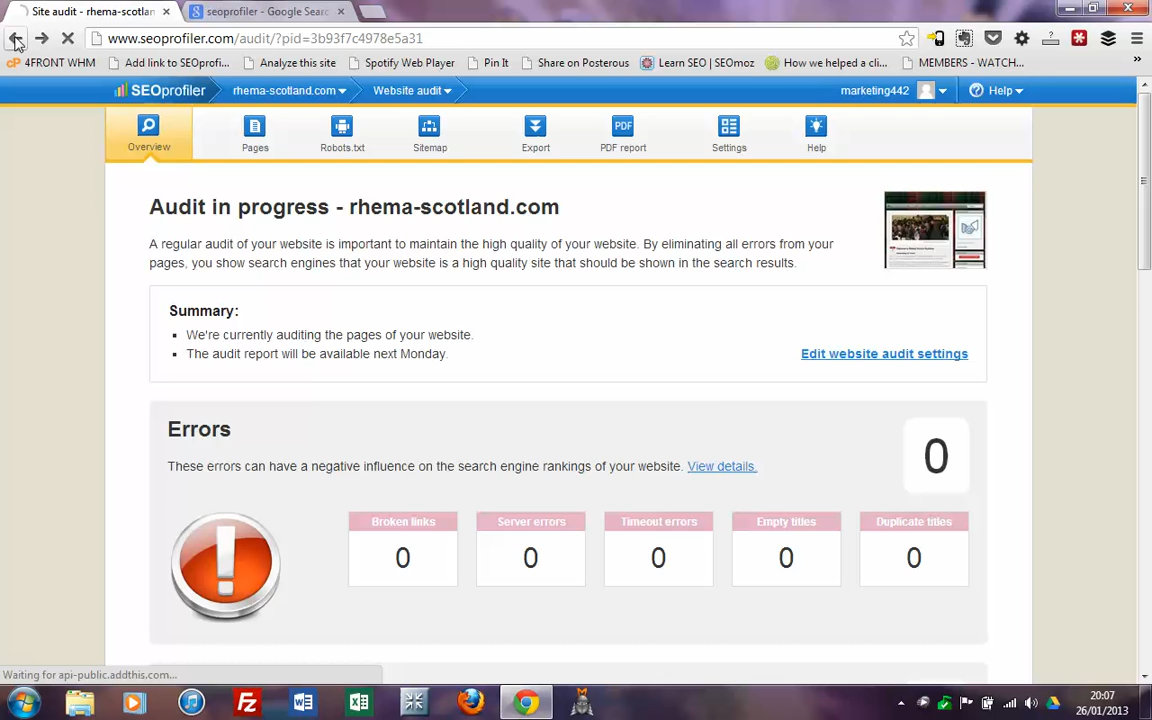 Site audit - rhema-scotlan
seoprofiler - Google Sear
www.seoprofiler.com/audit/?pid=3b93f7c4978e5a31
cP 4FRONT WHM
Add link to SEOprofi...
Analyze this site
Spotify Web Player
Pin It
Share on Posterous
Learn SEO | SEOmoz
How we helped a cli...
MEMBERS - WATCH...
»
SEOprofiler
rhema-scotland.com
Website audit
marketing442
Help
Overview
Pages
Robots.txt
Sitemap
Export
PDF
PDF report
Settings
Help
Audit in progress - rhema-scotland.com
A regular audit of your website is important to maintain the high quality of your website. By eliminating all errors from your
pages, you show search engines that your website is a high quality site that should be shown in the search results.
Summary:
We're currently auditing the pages of your website.
The audit report will be available next Monday.
Edit website audit settings
Errors
0
These errors can have a negative influence on the search engine rankings of your website. View details.
Broken links
Server errors
Timeout errors
Empty titles
Duplicate titles
0
0
0
0
0
Waiting for api-public.addthis.com...
20:07
26/01/2013